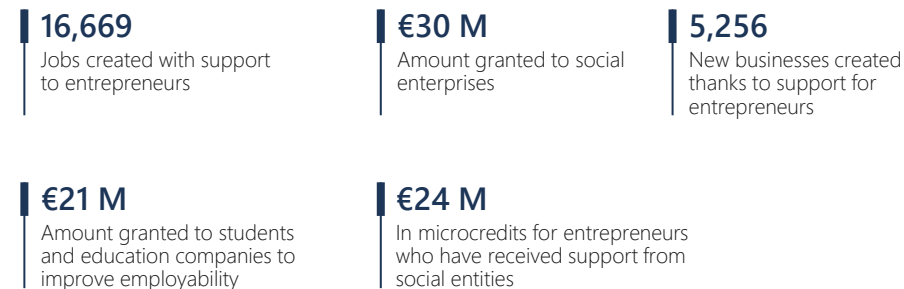 16,669
Jobs created with support
to entrepreneurs
€30 M
Amount granted to social
enterprises
5,256
New businesses created
thanks to support for
entrepreneurs
€21 M
Amount granted to students
and education companies to
improve employability
€24 M
In microcredits for entrepreneurs
who have received support from
social entities